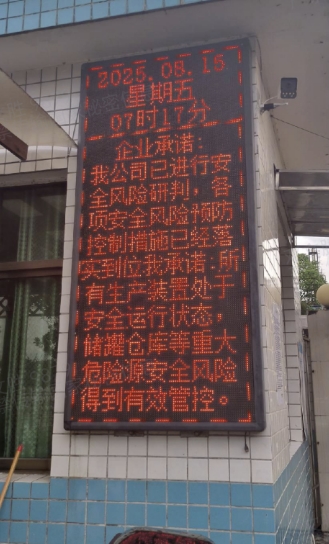 2025.08.15
星期五
07时17分
企业承诺:
我公司已进行安
全风险研判，各
项安全风险预防
控制措施已经落
实到位我承诺:所
有生产装置处于
安全运行状态，
储罐仓库等重大
危险源安全风险
得到有效管控。